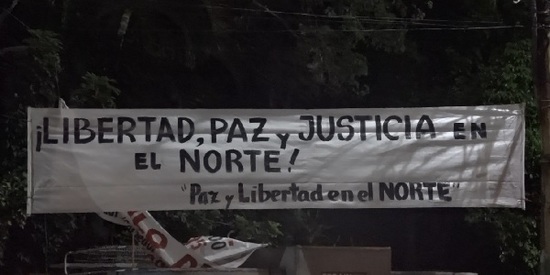 ¡LIBERTAD, PAZ y JUSTICIA EN
EL NORTE!
"Paz y Libertad en el NORTE"